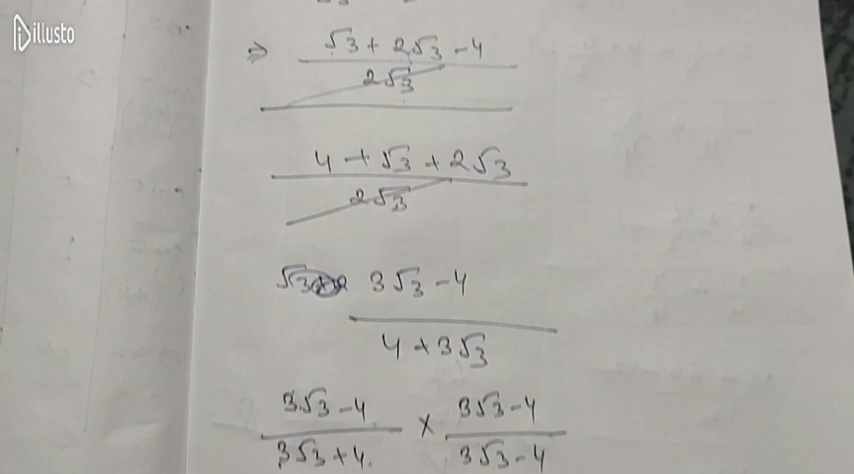 illusto
⇒ √3 + 2√3 - 4
2√3
4 + √3 + 2√3
2√3
√3 3√3 - 4
4 + 3√3
3√3 - 4 × 3√3 - 4
3√3 + 4 3√3 - 4